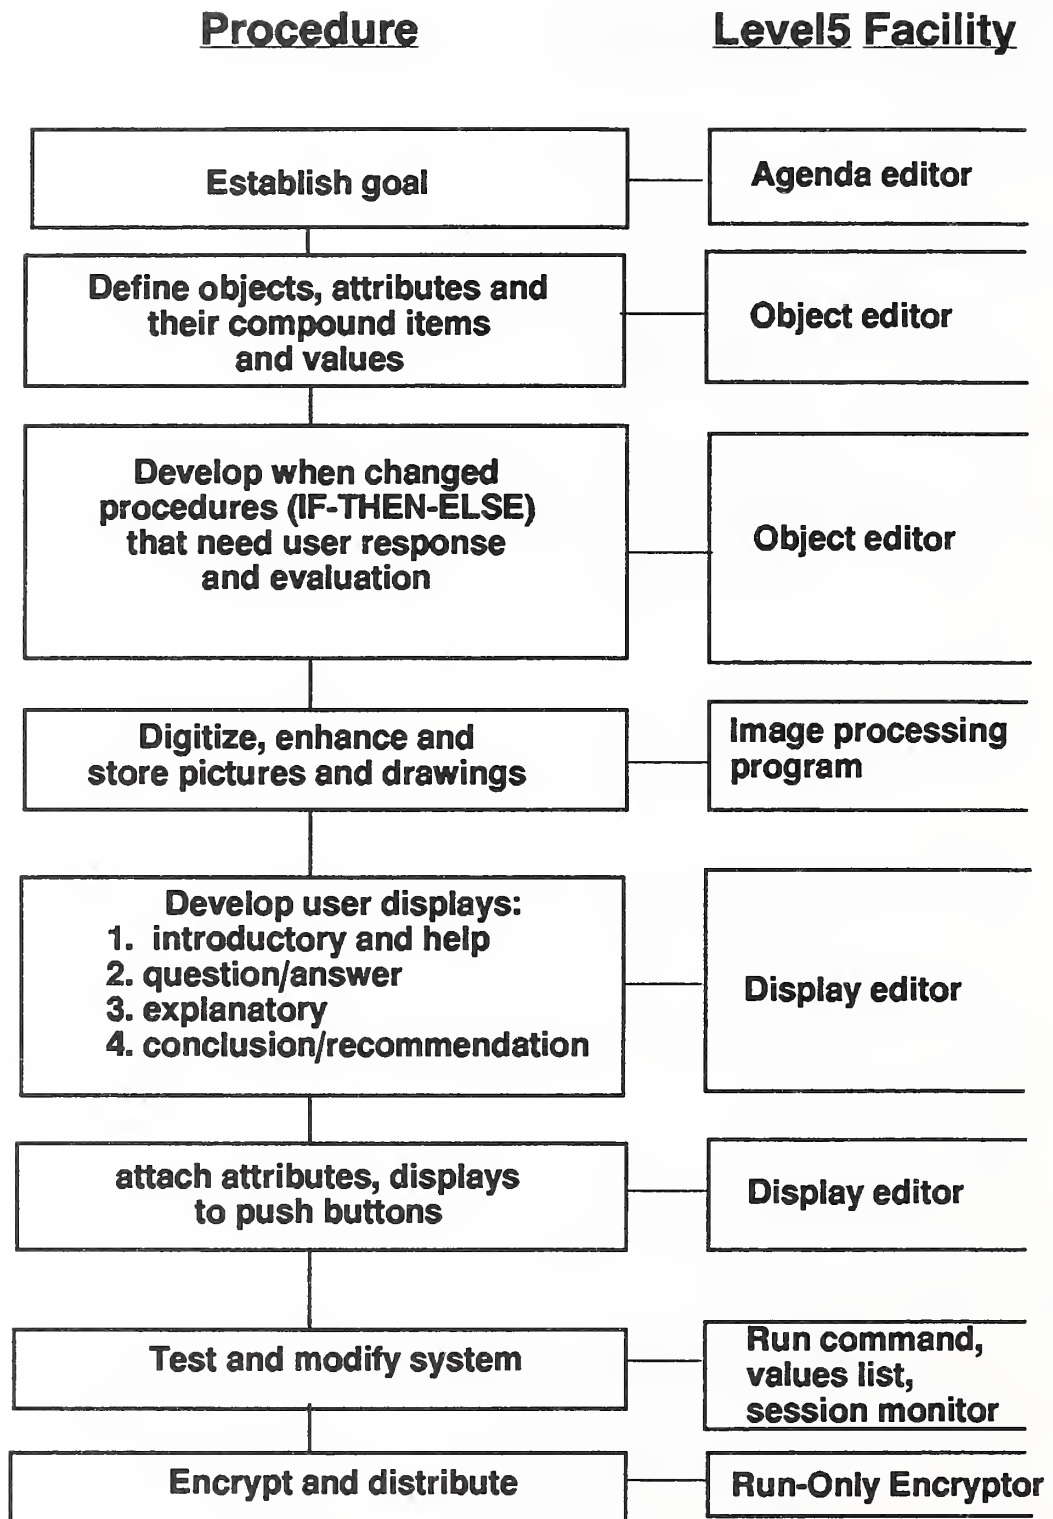 Procedure
Level5 Facility
Establish goal
Agenda editor
Define objects, attributes and
their compound items
and values
Object editor
Develop when changed
procedures (IF-THEN-ELSE)
that need user response
and evaluation
Object editor
Digitize, enhance and
store pictures and drawings
Image processing
program
Develop user displays:
1. introductory and help
2. question/answer
3. explanatory
4. conclusion/recommendation
Display editor
attach attributes, displays
to push buttons
Display editor
Test and modify system
Run command,
values list,
session monitor
Encrypt and distribute
Run-Only Encryptor